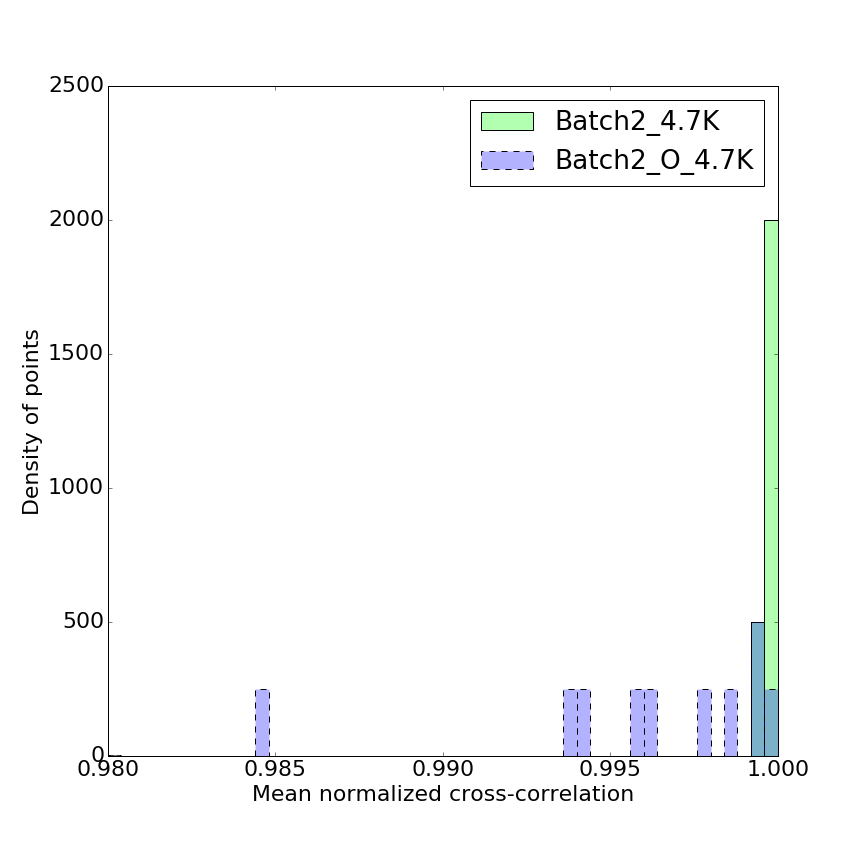 2500
2000
1500
1000
500
0
Density of points
Batch2_4.7K
Batch2_O_4.7K
0.980 0.985 0.990 0.995 1.000
Mean normalized cross-correlation